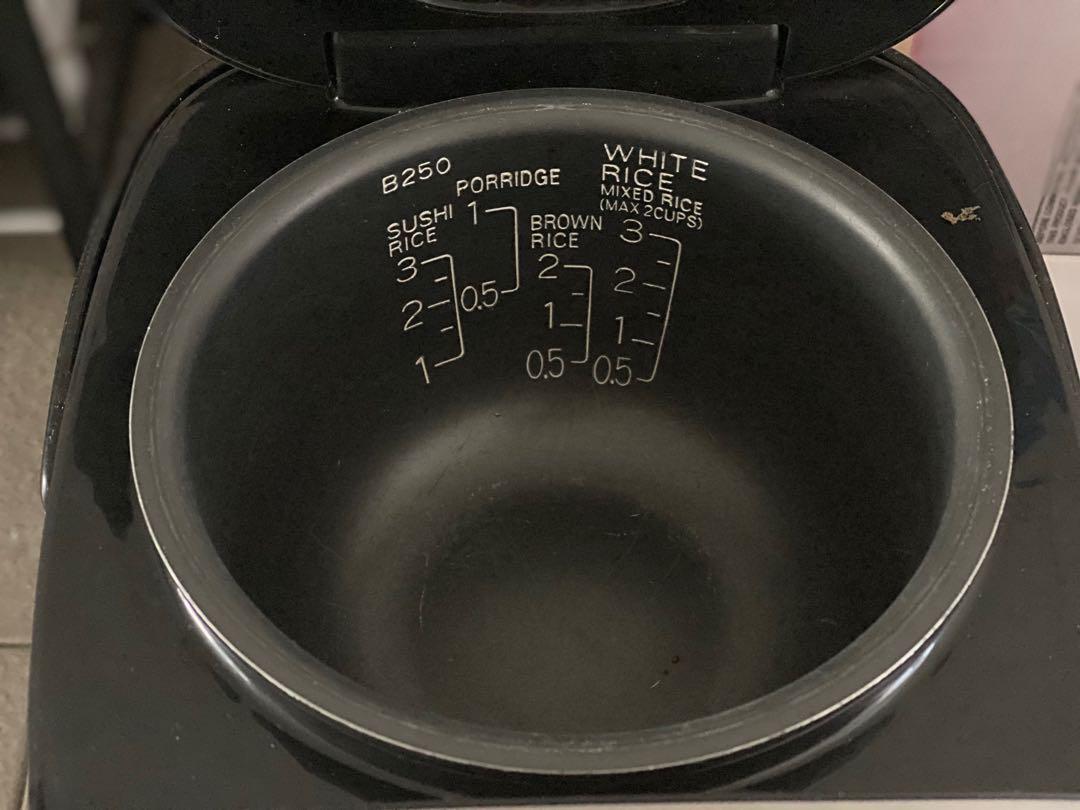 B250
PORRIDGE
1
0.5
SUSHI
RICE
3
2
1
BROWN
RICE
2
1
0.5
WHITE
RICE
MIXED RICE
(MAX 2CUPS)
3
2
1
0.5